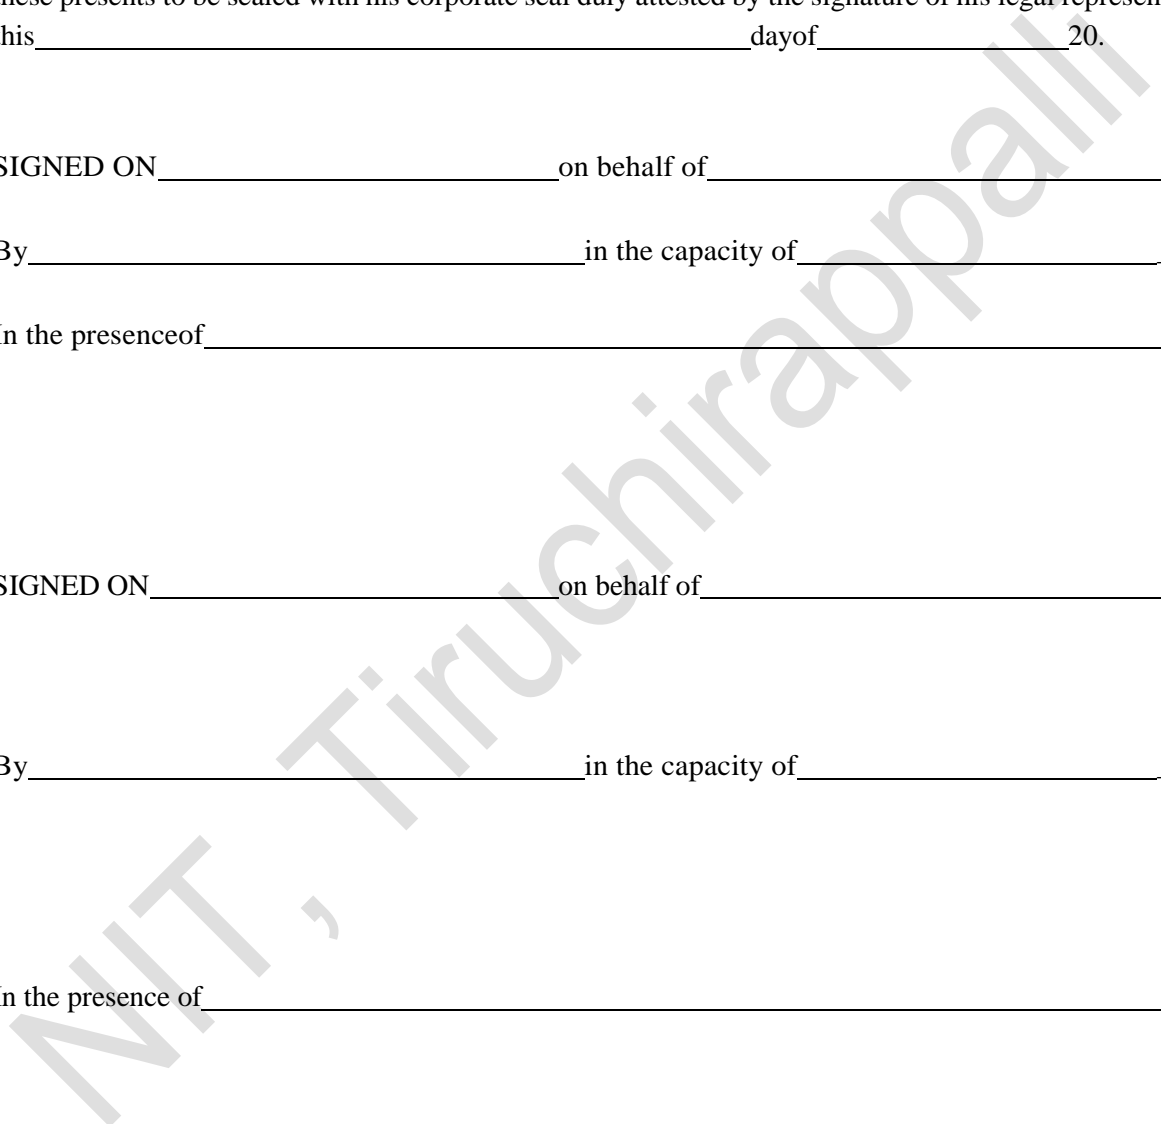 these presents to be sealed with his corporate seal duly attested by the signature of his legal represen
this dayof 20.
SIGNED ON on behalf of
By in the capacity of
In the presenceof
SIGNED ON on behalf of
By in the capacity of
In the presence of
NIT , Tiruchirappalli